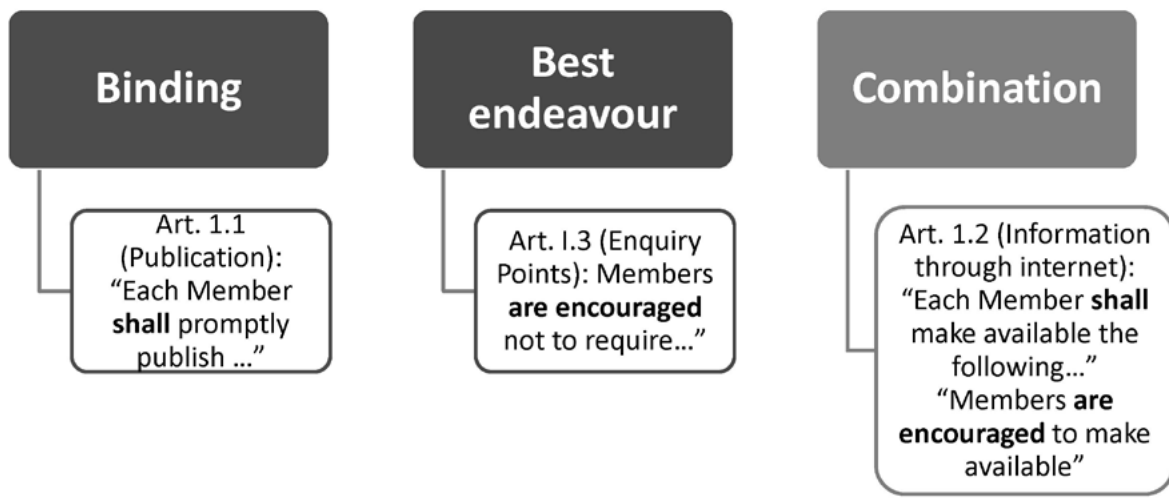 Binding
Art. 1.1
(Publication):
“Each Member
shall promptly
publish …”
Best
endeavour
Art. I.3 (Enquiry
Points): Members
are encouraged
not to require…”
Combination
Art. 1.2 (Information
through internet):
“Each Member shall
make available the
following…”
“Members are
encouraged to make
available”